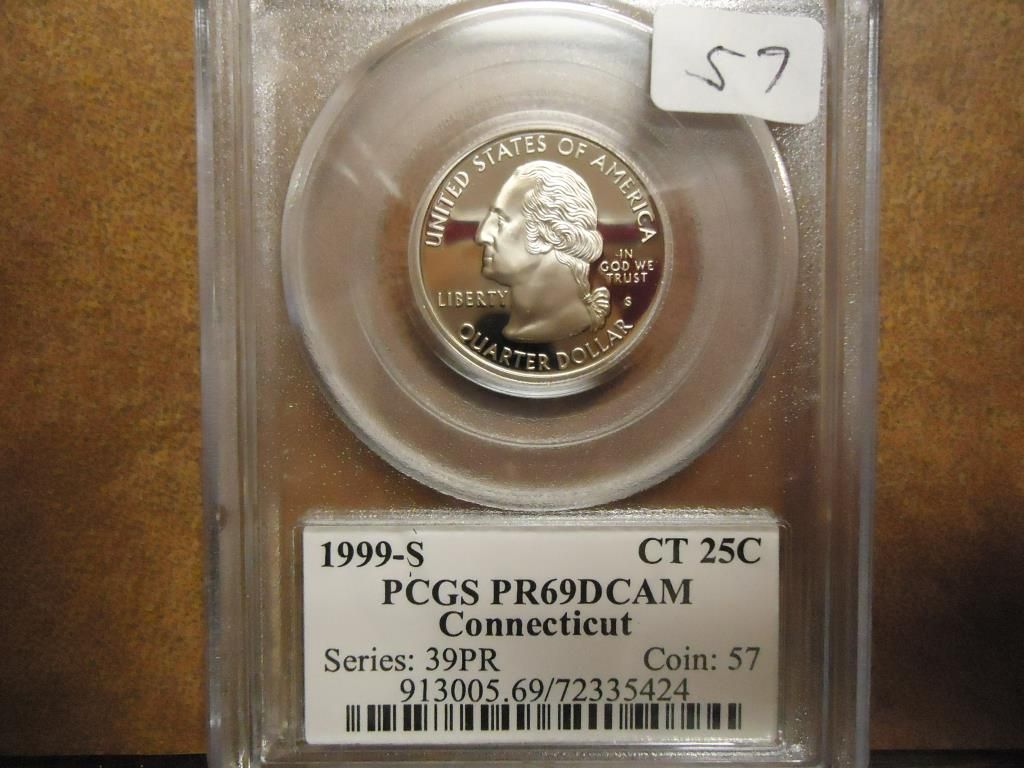 57
UNITED STATES OF AMERICA
IN
GOD WE
TRUST
LIBERTY
S
QUARTER DOLLAR
1999-S CT 25C
PCGS PR69DCAM
Connecticut
Series: 39PR Coin: 57
913005.69/72335424